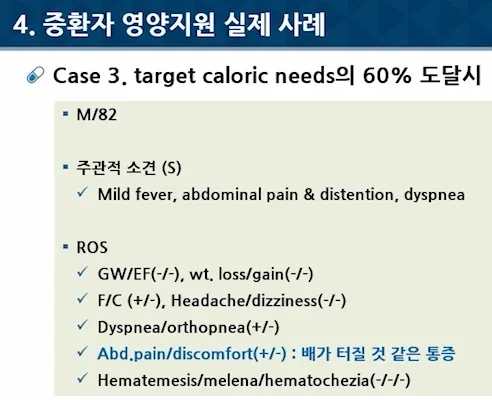 4. 중환자 영양지원 실제 사례
Case 3. target caloric needs의 60% 도달시
▪ M/82
▪ 주관적 소견 (S)
✓ Mild fever, abdominal pain & distention, dyspnea
▪ ROS
✓ GW/EF(-/-), wt. loss/gain(-/-)
✓ F/C (+/-), Headache/dizziness(-/-)
✓ Dyspnea/orthopnea(+/-)
✓ Abd.pain/discomfort(+/-) : 배가 터질 것 같은 통증
✓ Hematemesis/melena/hematochezia(-/-/-)